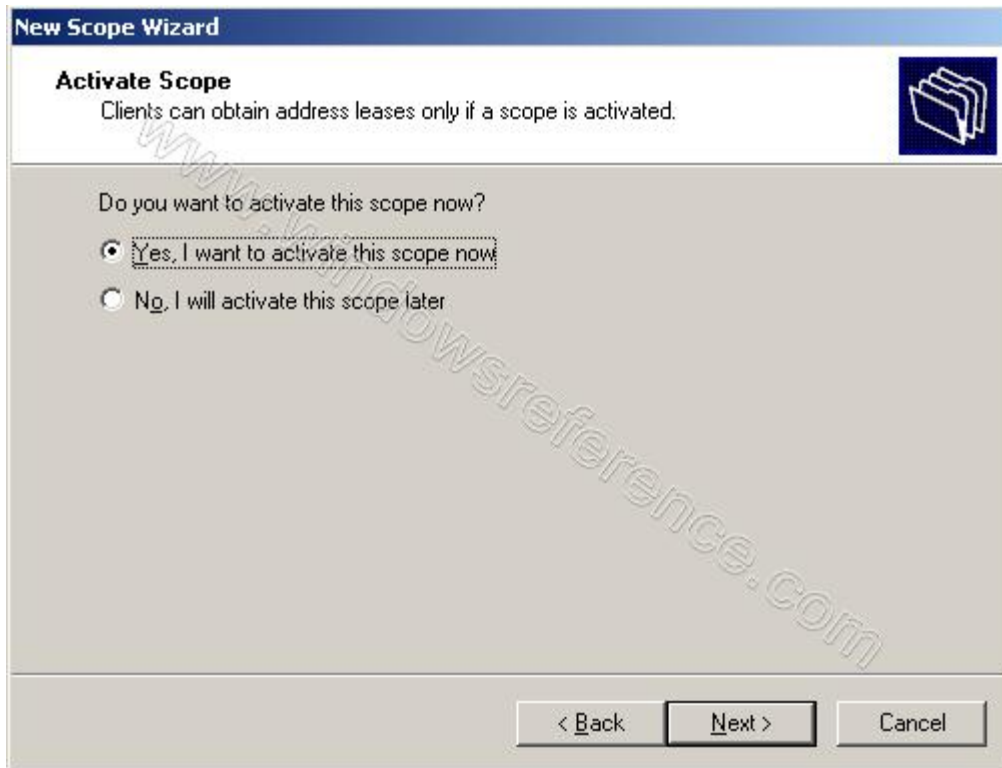 New Scope Wizard
Activate Scope
Clients can obtain address leases only if a scope is activated.
Do you want to activate this scope now?
Yes, I want to activate this scope now
No, I will activate this scope later
www.windowsreference.com
< Back
Next >
Cancel